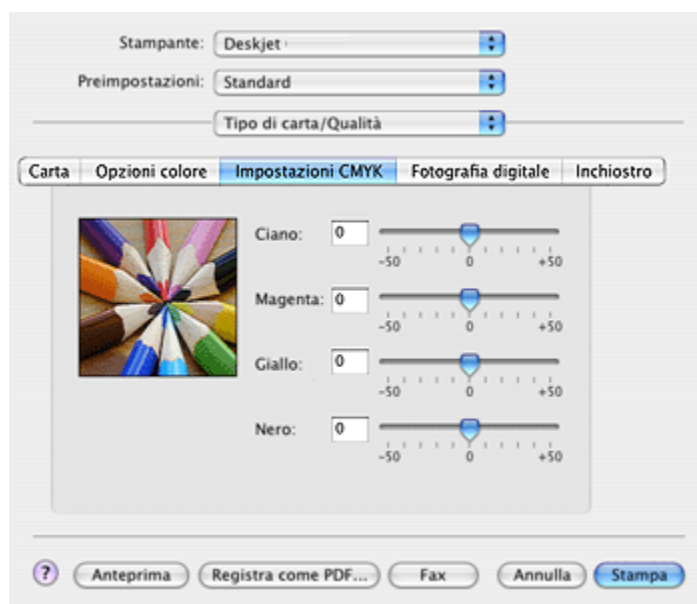 Stampante: Deskjet
Preimpostazioni: Standard
Tipo di carta/Qualità
Carta Opzioni colore Impostazioni CMYK Fotografia digitale Inchiostro
Ciano: 0
-50 0 +50
Magenta: 0
-50 0 +50
Giallo: 0
-50 0 +50
Nero: 0
-50 0 +50
? Anteprima Registra come PDF... Fax Annulla Stampa